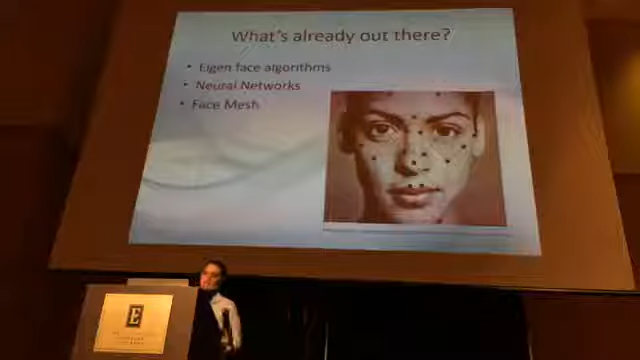 What's already out there?
• Eigen face algorithms
• Neural Networks
• Face Mesh
E